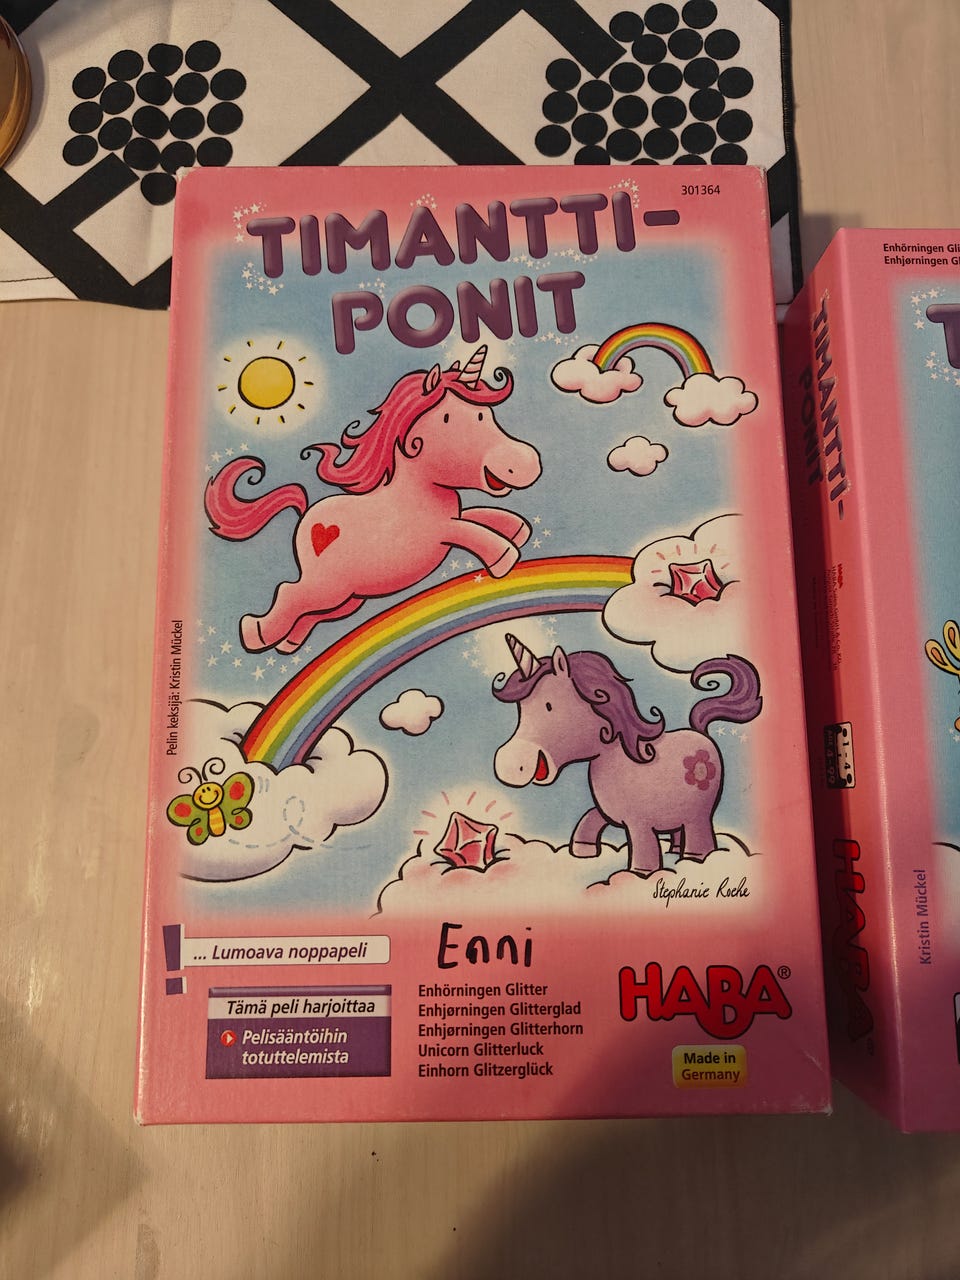 301364
TIMANTTI-
PONIT
Pelin keksijä: Kristin Mückel
Stephanie Roche
... Lumoava noppapeli
Tämä peli harjoittaa
Pelisääntöihin
totuttelemista
Enni
Enhörningen Glitter
Enhjørningen Glitterglad
Enhjørningen Glitterhorn
Unicorn Glitterluck
Einhorn Glitzerglück
HABA®
Made in
Germany
TIMANTTI-
PONIT
HABA®
Enhörningen Gli
Enhjørningen Gl
T
Kristin Mückel